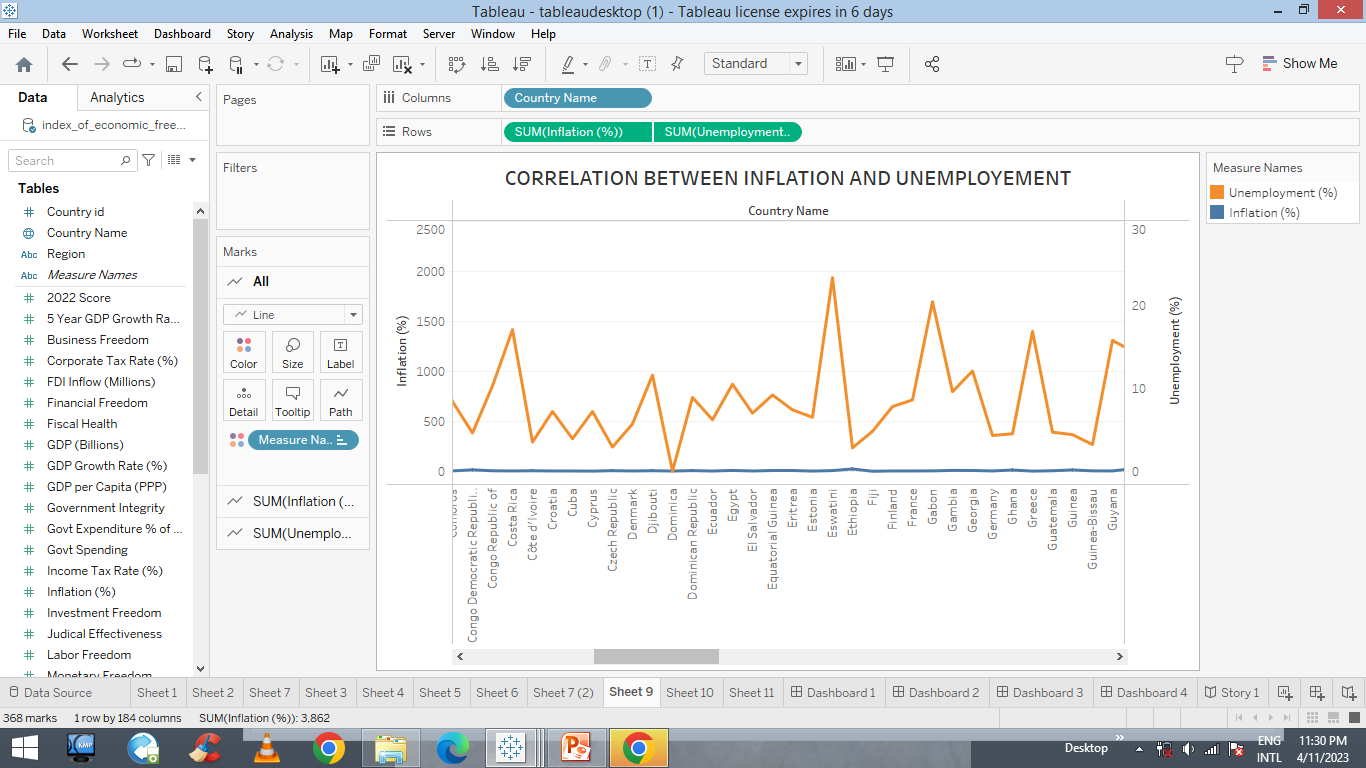 Tableau - tableaudesktop (1) - Tableau license expires in 6 days
File Data Worksheet Dashboard Story Analysis Map Format Server Window Help
Standard
Show Me
Data Analytics
index_of_economic_free...
Search
Tables
Country id
Country Name
Abc Region
Abc Measure Names
2022 Score
5 Year GDP Growth Ra...
Business Freedom
Corporate Tax Rate (%)
FDI Inflow (Millions)
Financial Freedom
Fiscal Health
GDP (Billions)
GDP Growth Rate (%)
GDP per Capita (PPP)
Government Integrity
Govt Expenditure % of ...
Govt Spending
Income Tax Rate (%)
Inflation (%)
Investment Freedom
Judical Effectiveness
Labor Freedom
Monetary Freedom
Pages
Filters
Marks
All
Line
Color Size Label
Detail Tooltip Path
Measure Na..
SUM(Inflation (...
SUM(Unemplo...
Columns Country Name
Rows SUM(Inflation (%)) SUM(Unemployment..
CORRELATION BETWEEN INFLATION AND UNEMPLOYEMENT
Country Name
2500
2000
1500
1000
500
0
Inflation (%)
30
20
10
0
Unemployment (%)
Comoros
Congo Democratic Republi..
Congo Republic of
Costa Rica
Côte d'Ivoire
Croatia
Cuba
Cyprus
Czech Republic
Denmark
Djibouti
Dominica
Dominican Republic
Ecuador
Egypt
El Salvador
Equatorial Guinea
Eritrea
Estonia
Eswatini
Ethiopia
Fiji
Finland
France
Gabon
Gambia
Georgia
Germany
Ghana
Greece
Guatemala
Guinea
Guinea-Bissau
Guyana
Measure Names
Unemployment (%)
Inflation (%)
Data Source Sheet 1 Sheet 2 Sheet 7 Sheet 3 Sheet 4 Sheet 5 Sheet 6 Sheet 7 (2) Sheet 9 Sheet 10 Sheet 11 Dashboard 1 Dashboard 2 Dashboard 3 Dashboard 4 Story 1
368 marks 1 row by 184 columns SUM(Inflation (%)): 3,862
KMP
Desktop
ENG
INTL
11:30 PM
4/11/2023